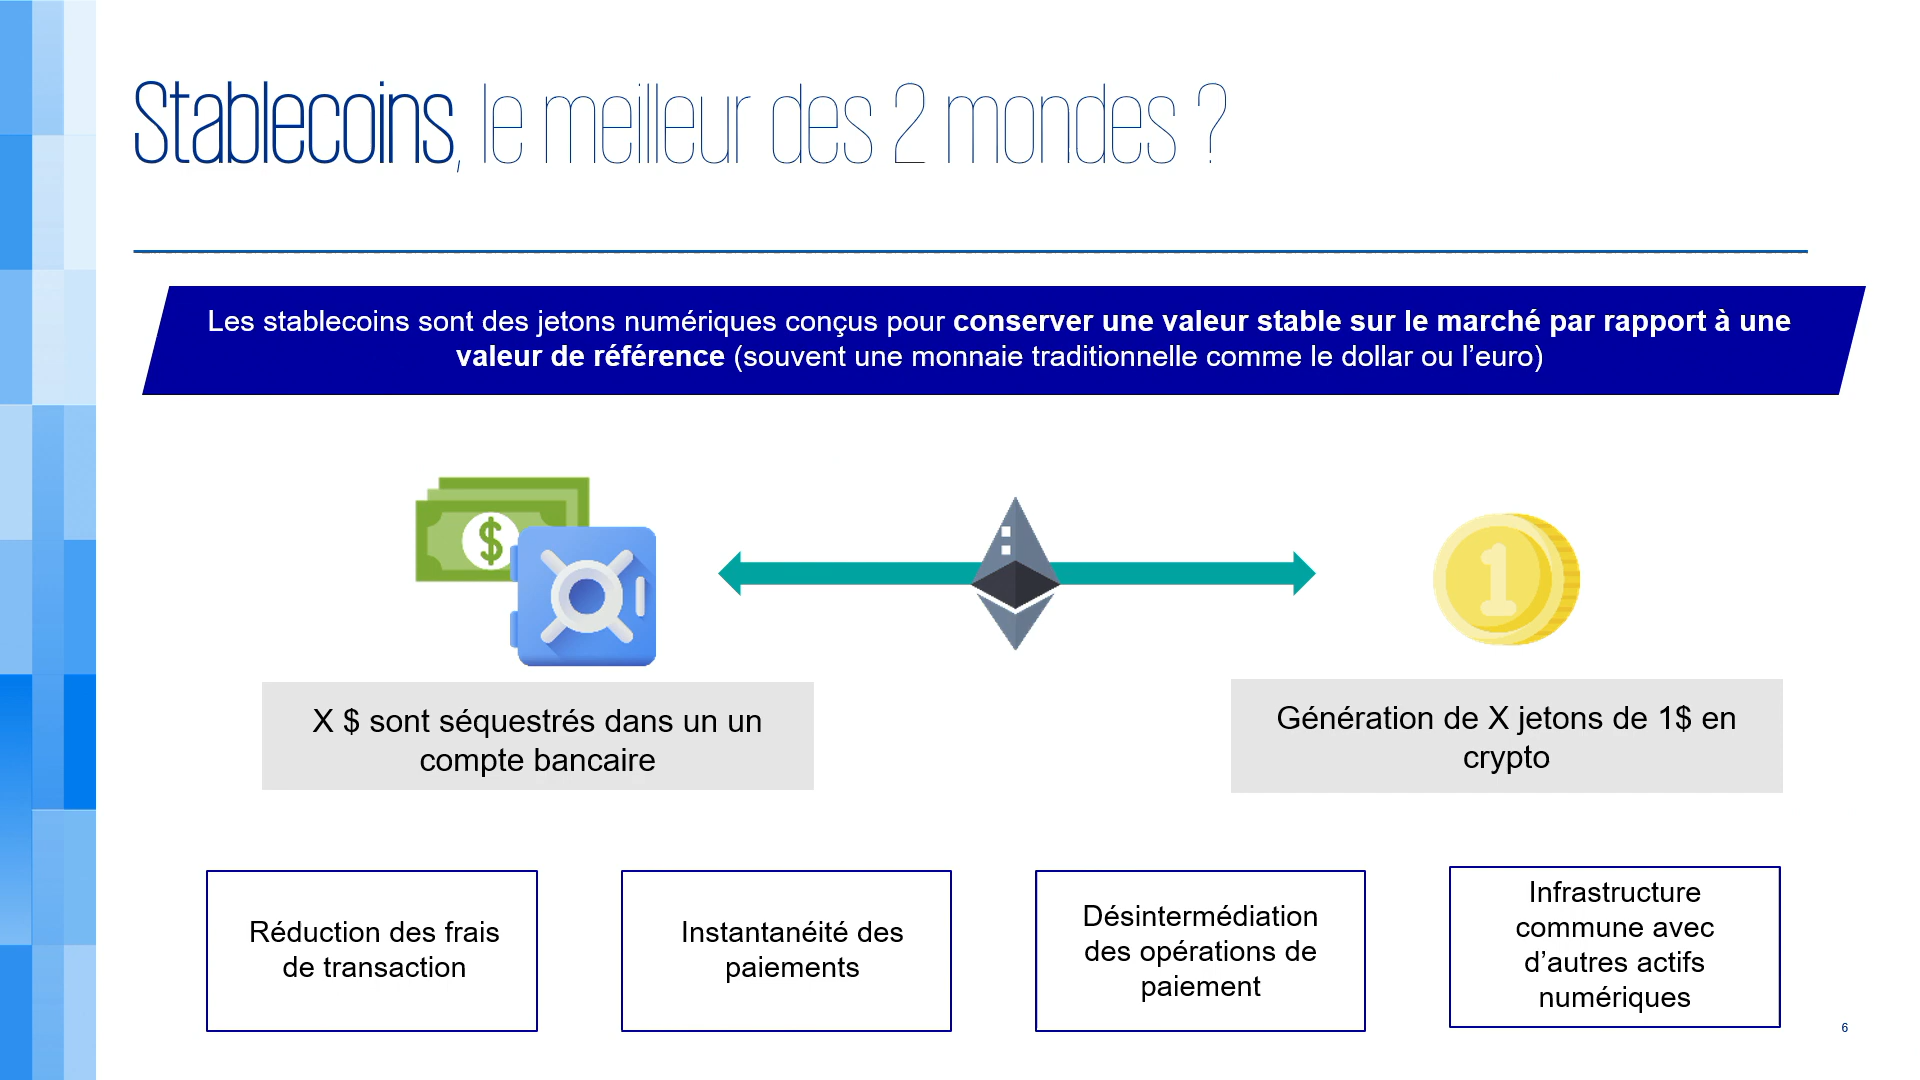 Stablecoins, le meilleur des 2 mondes ?
Les stablecoins sont des jetons numériques conçus pour conserver une valeur stable sur le marché par rapport à une
valeur de référence (souvent une monnaie traditionnelle comme le dollar ou l’euro)
$
1
X $ sont séquestrés dans un un
compte bancaire
Génération de X jetons de 1$ en
crypto
Réduction des frais
de transaction
Instantanéité des
paiements
Désintermédiation
des opérations de
paiement
Infrastructure
commune avec
d’autres actifs
numériques
6